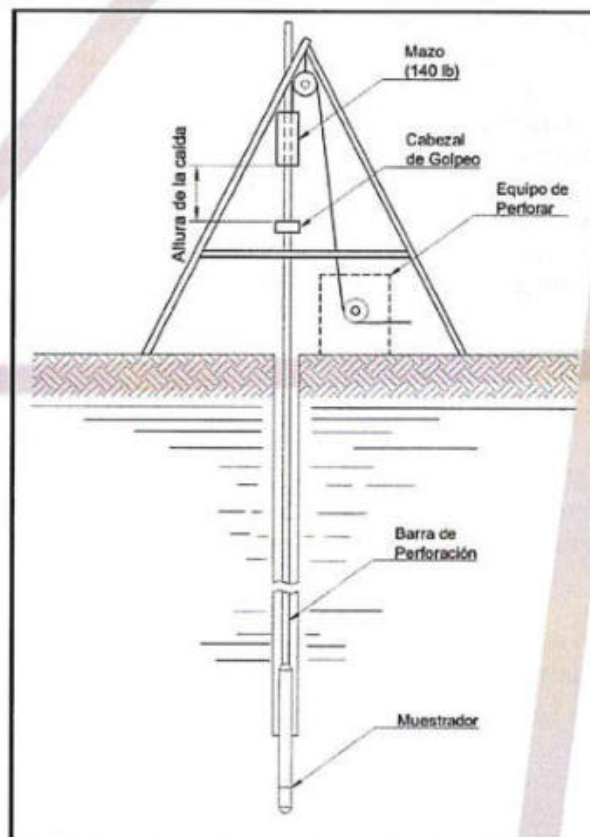 Mazo
(140 lb)
Cabezal
de Golpeo
Altura de la caída
Equipo de
Perforar
Barra de
Perforación
Muestrador